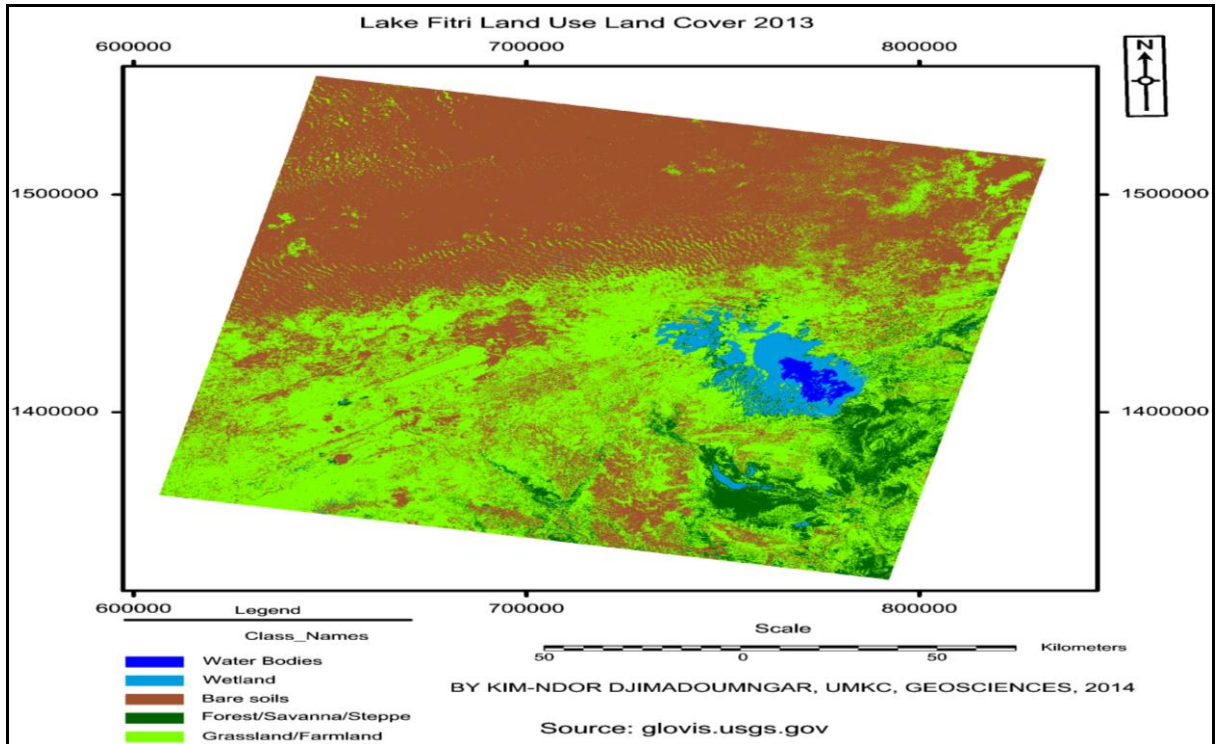 Lake Fitri Land Use Land Cover 2013
600000 700000 800000
N
1500000 1500000
1400000 1400000
600000 700000 800000
Legend
Class_Names
Water Bodies
Wetland
Bare soils
Forest/Savanna/Steppe
Grassland/Farmland
Scale
50 0 50 Kilometers
BY KIM-NDOR DJIMADOUMNGAR, UMKC, GEOSCIENCES, 2014
Source: glovis.usgs.gov